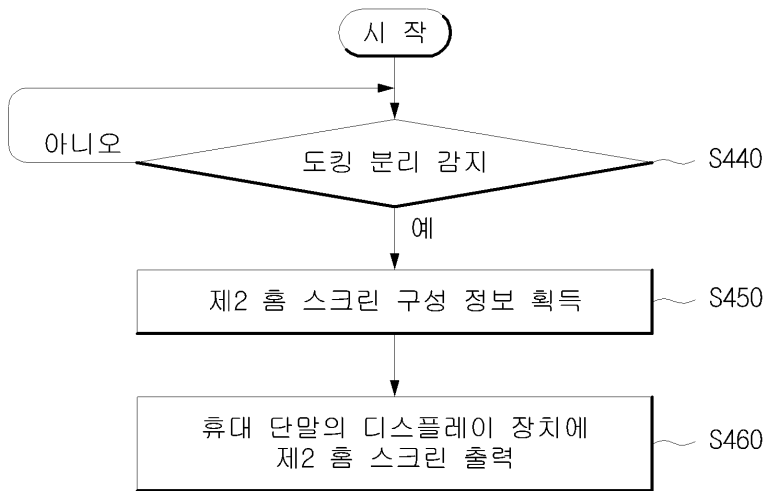 시 작
아니오
도킹 분리 감지
S440
예
제2 홈 스크린 구성 정보 획득
S450
휴대 단말의 디스플레이 장치에
제2 홈 스크린 출력
S460